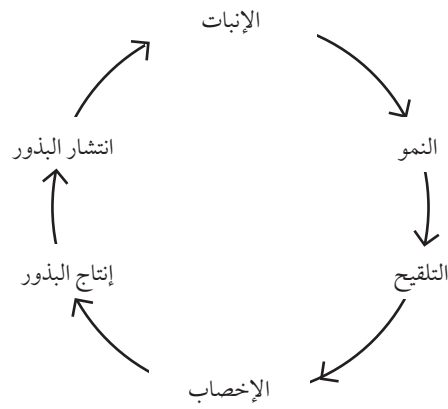 الإنبات
النمو
التلقيح
الإخصاب
إنتاج البذور
انتشار البذور